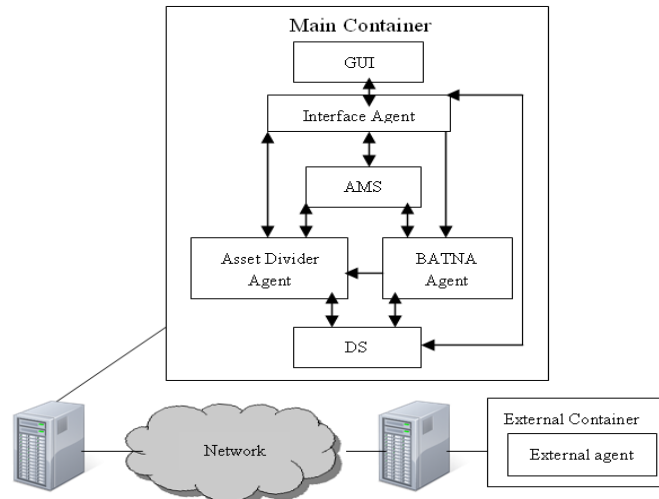 Main Container
GUI
Interface Agent
AMS
Asset Divider
Agent
BATNA
Agent
DS
Network
External Container
External agent